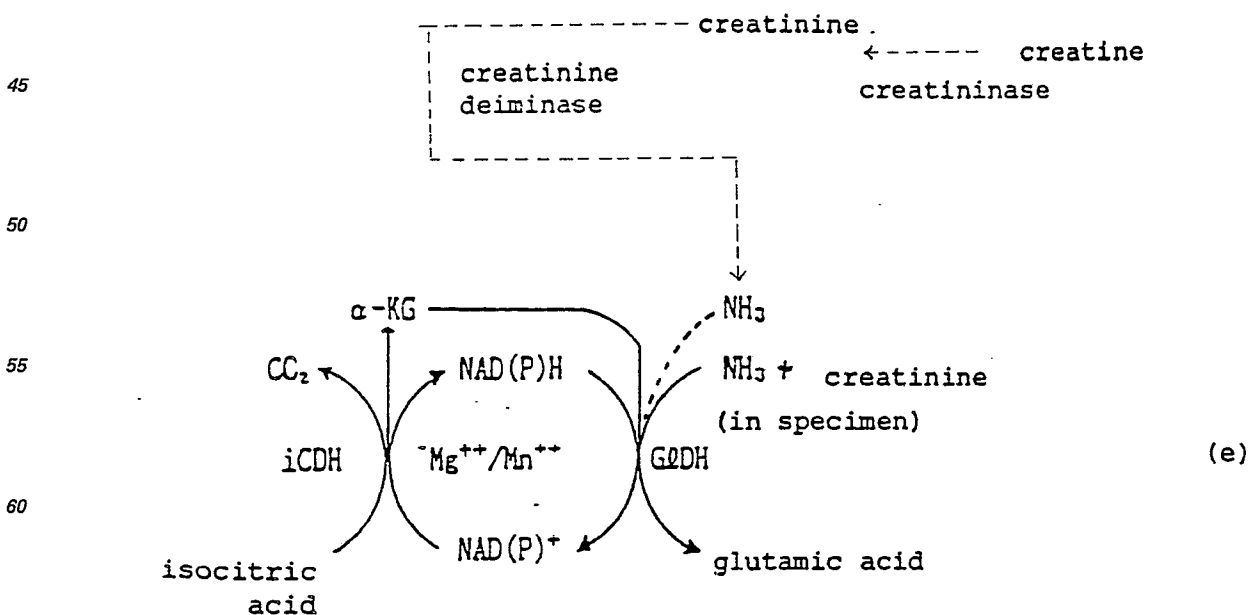 creatinine
creatine
45
creatinine
deiminase
creatininase
50
α-KG
NH₃
55
CC₂
NAD(P)H
NH₃ + creatinine
(in specimen)
iCDH
Mg⁺⁺/Mn⁺⁺
GℓDH
(e)
60
NAD(P)⁺
glutamic acid
isocitric
acid